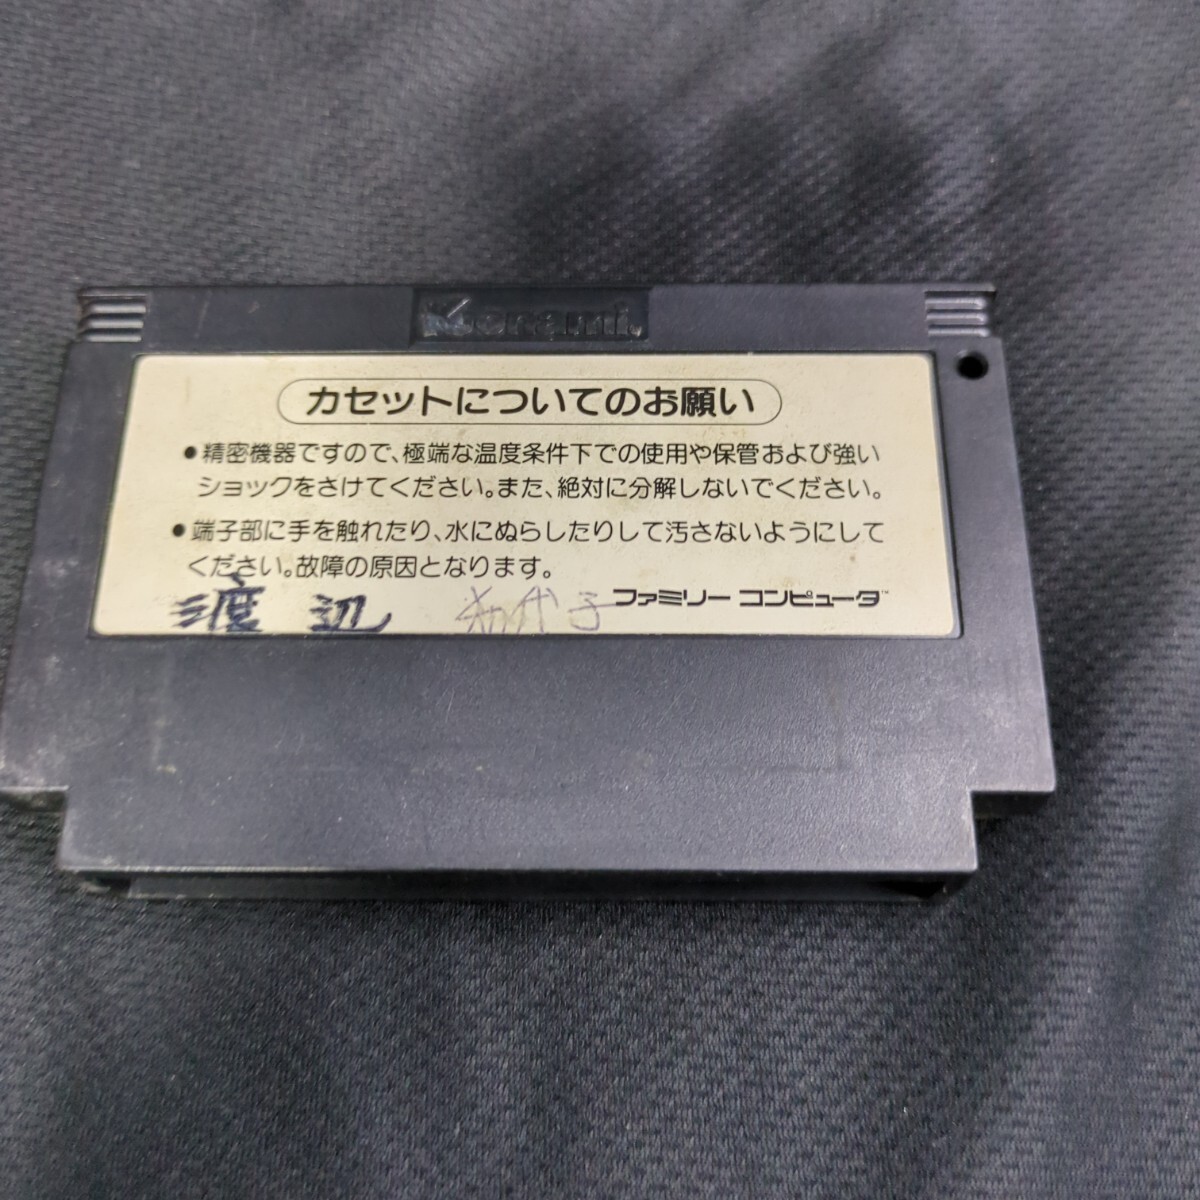 Konami
カセットについてのお願い
●精密機器ですので、極端な温度条件下での使用や保管および強い
ショックをさけてください。また、絶対に分解しないでください。
●端子部に手を触れたり、水にぬらしたりして汚さないようにして
ください。故障の原因となります。
渡辺 代子 ファミリーコンピュータ™